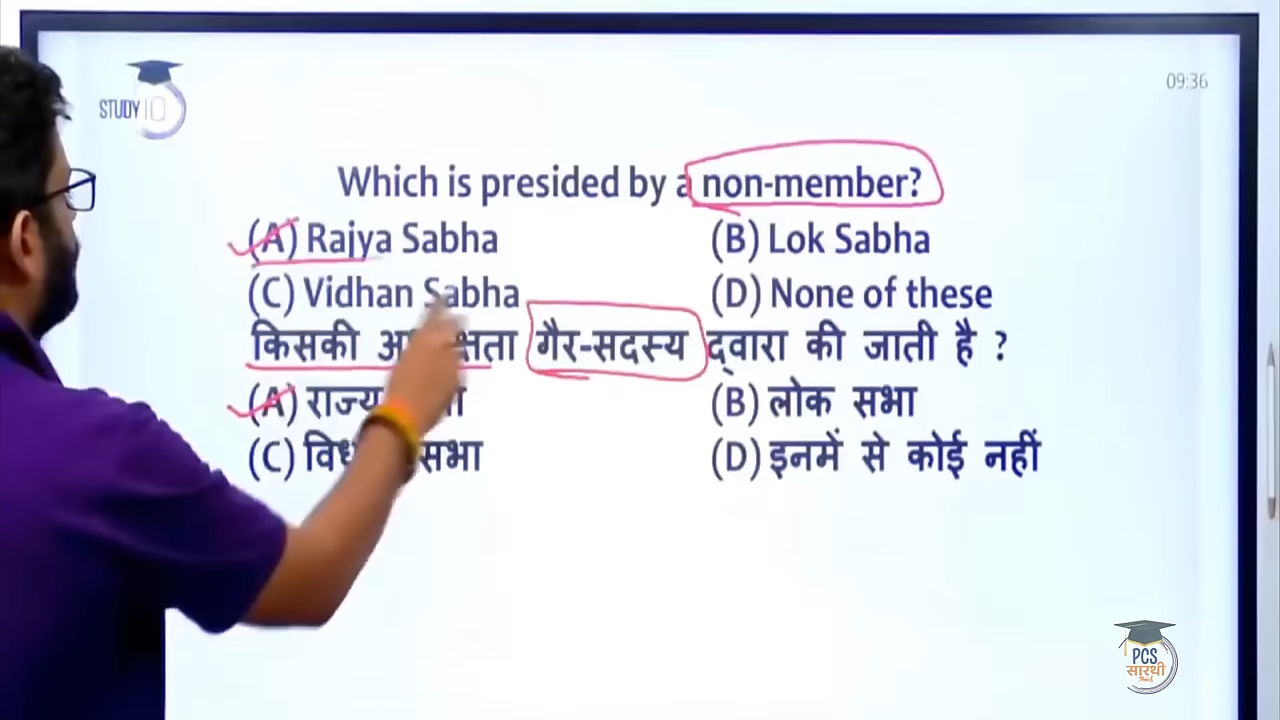 STUDY IQ
09:36
Which is presided by a non-member?
(A) Rajya Sabha (B) Lok Sabha
(C) Vidhan Sabha (D) None of these
किसकी गैर-सदस्य द्वारा की जाती है ?
(A) (B) लोक सभा
(C) सभा (D) इनमें से कोई नहीं
PCS
सारथी